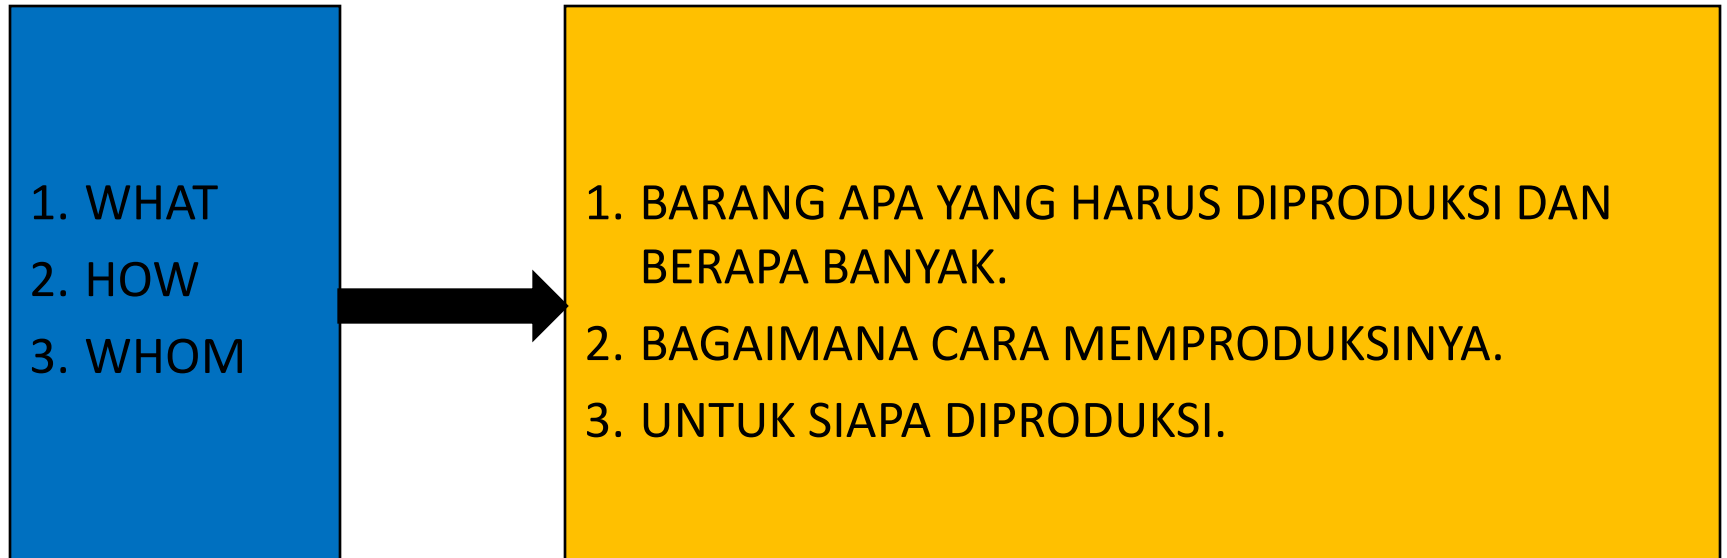 1. WHAT
2. HOW
3. WHOM
1. BARANG APA YANG HARUS DIPRODUKSI DAN
BERAPA BANYAK.
2. BAGAIMANA CARA MEMPRODUKSINYA.
3. UNTUK SIAPA DIPRODUKSI.